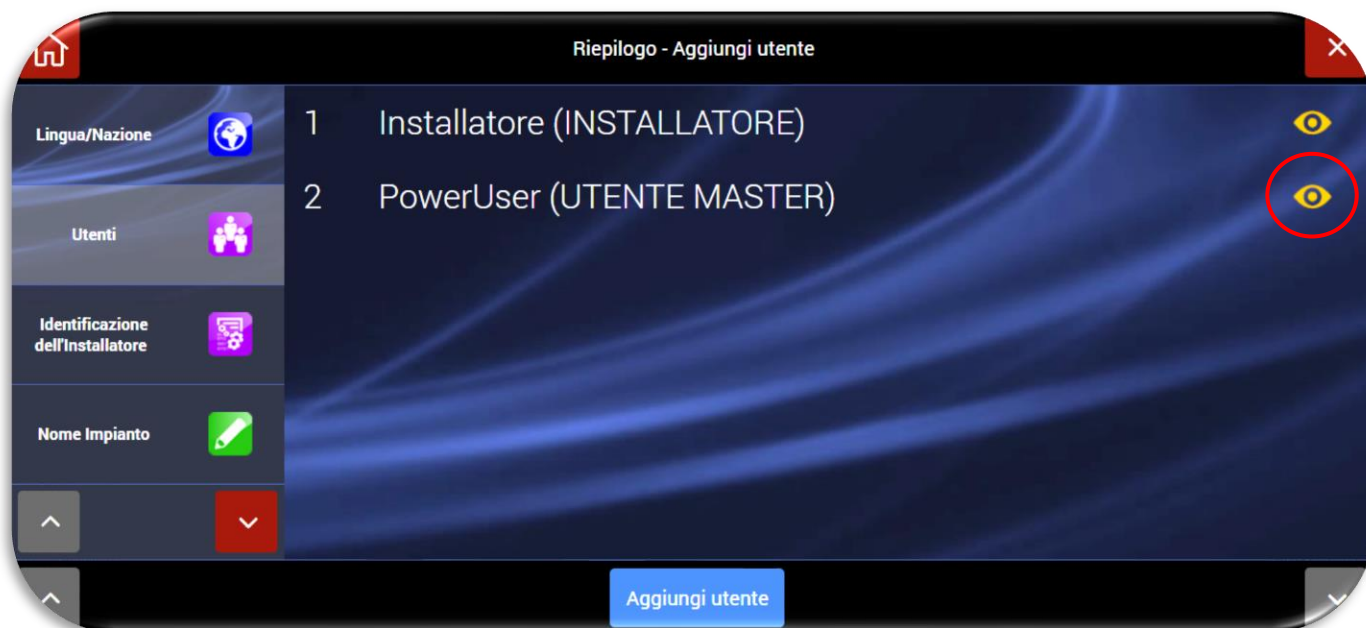 Riepilogo - Aggiungi utente
Lingua/Nazione
Utenti
Identificazione
dell'Installatore
Nome Impianto
1 Installatore (INSTALLATORE)
2 PowerUser (UTENTE MASTER)
Aggiungi utente